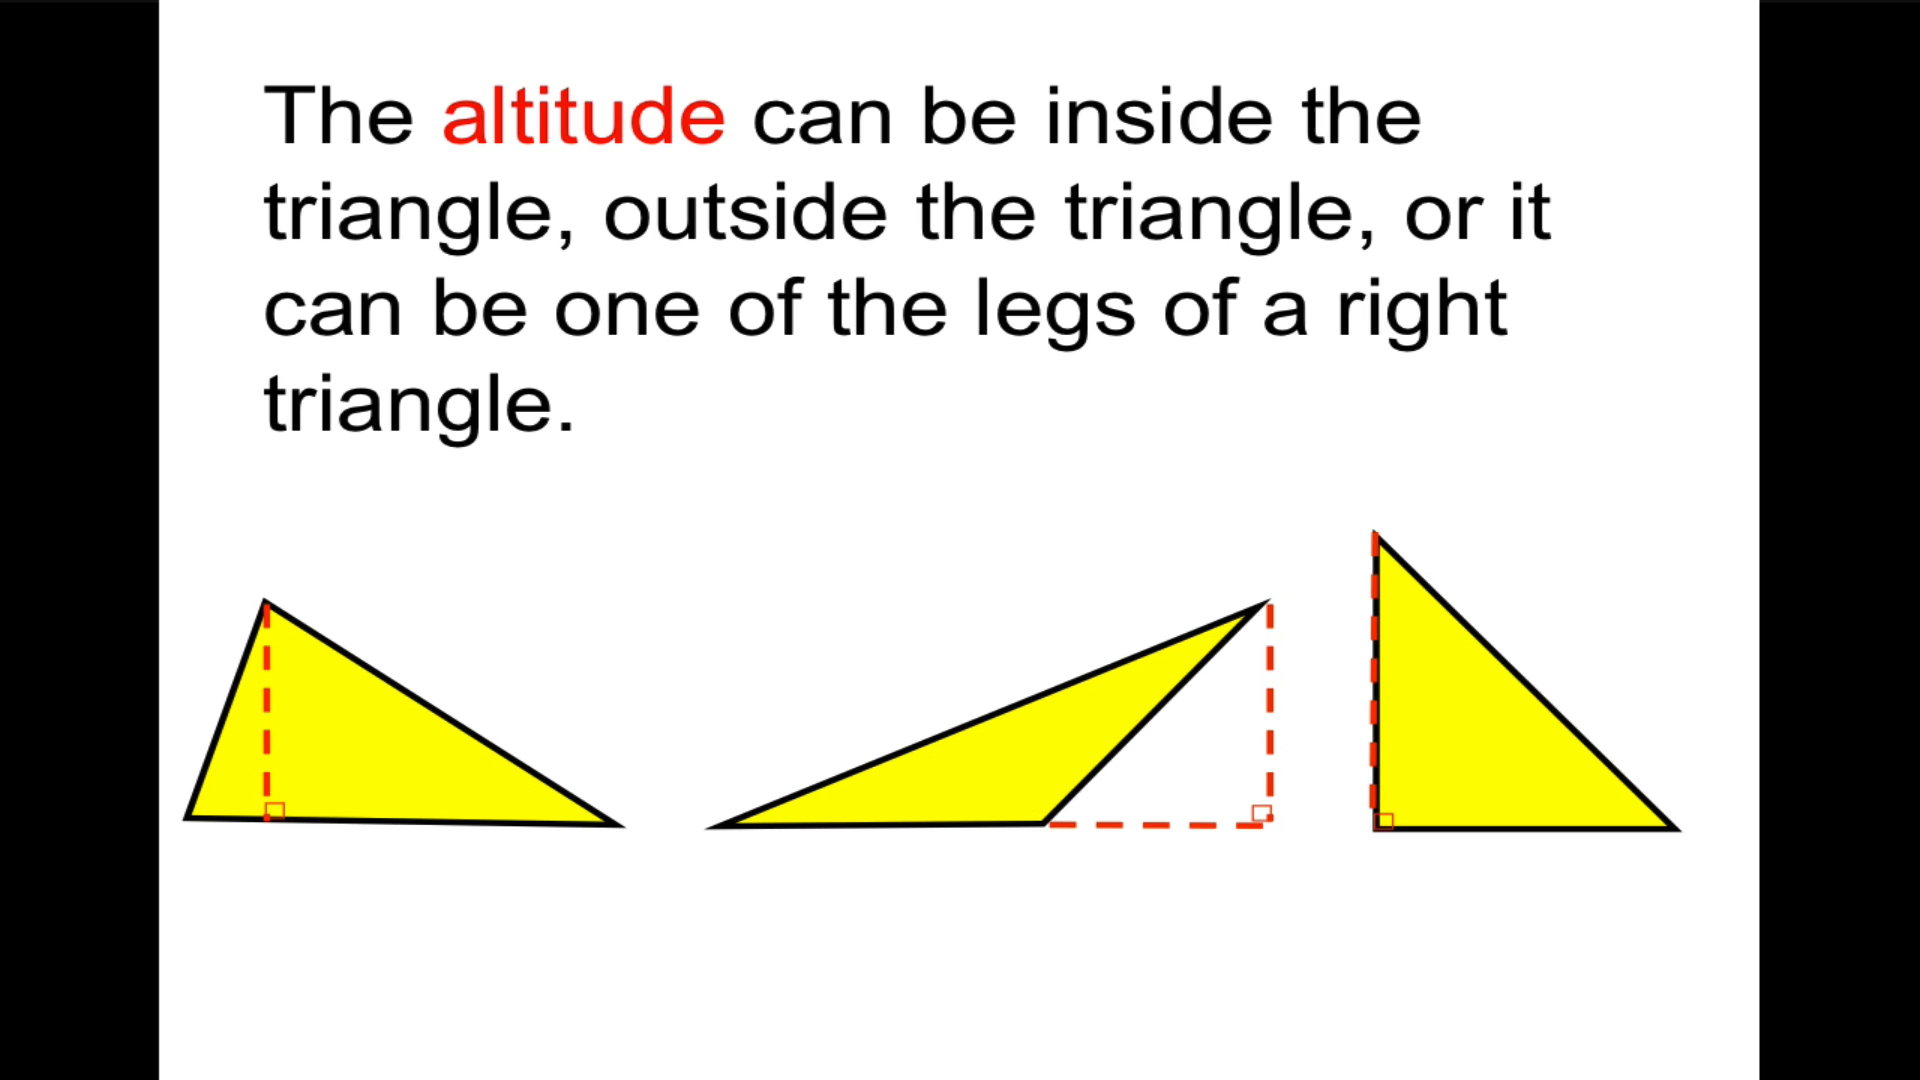 The altitude can be inside the
triangle, outside the triangle, or it
can be one of the legs of a right
triangle.